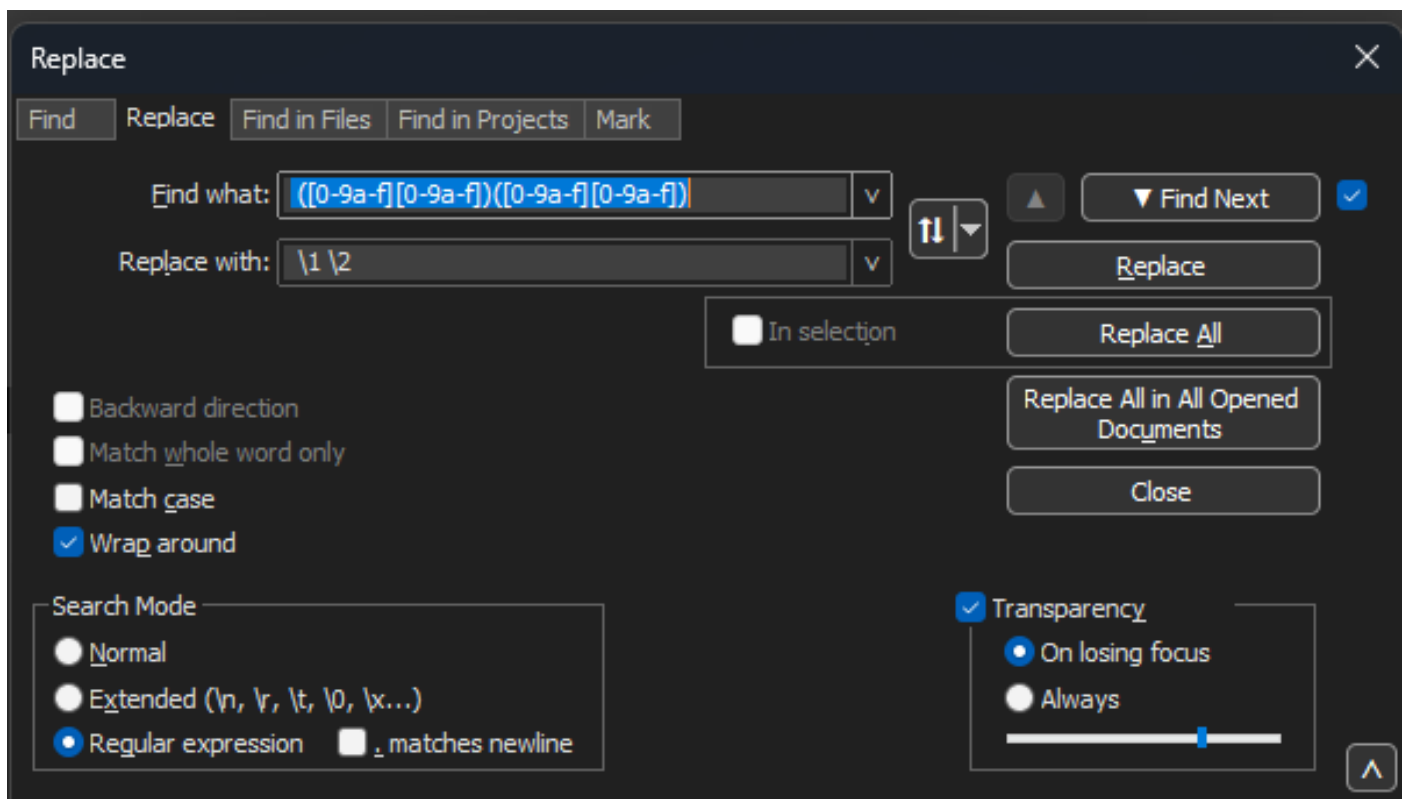 Replace
Find Replace Find in Files Find in Projects Mark
Find what: ([0-9a-f][0-9a-f])([0-9a-f][0-9a-f]) ▼ Find Next
Replace with: \1 \2 Replace
In selection Replace All
Backward direction Replace All in All Opened
Documents
Match whole word only
Match case Close
Wrap around
Search Mode Transparency
Normal On losing focus
Extended (\n, \r, \t, \0, \x...) Always
Regular expression . matches newline